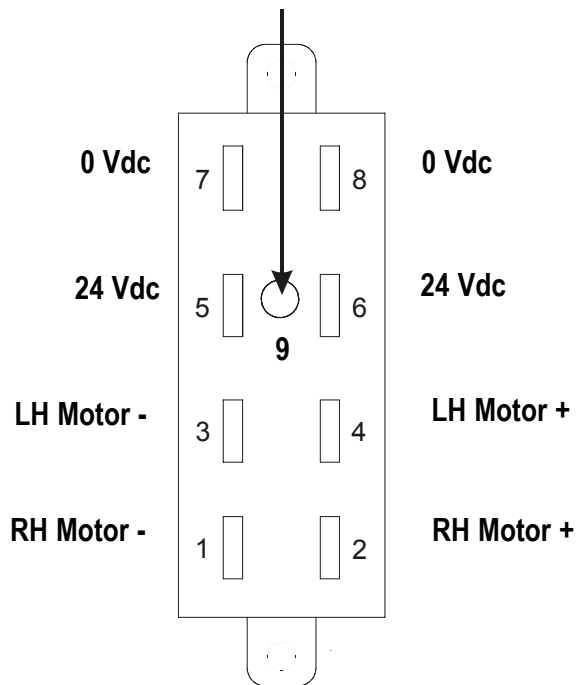 0 Vdc 7 8 0 Vdc
24 Vdc 5 6 24 Vdc
9
LH Motor - 3 4 LH Motor +
RH Motor - 1 2 RH Motor +